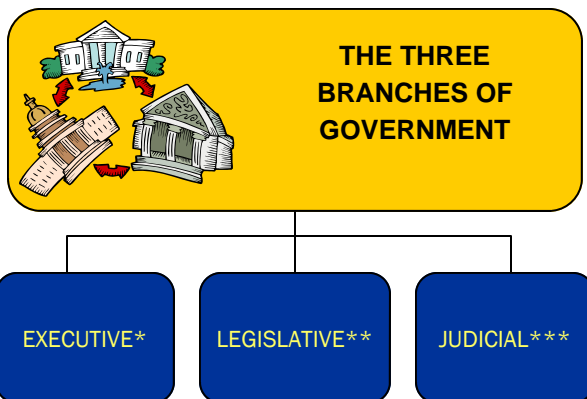 THE THREE
BRANCHES OF
GOVERNMENT
EXECUTIVE*
LEGISLATIVE**
JUDICIAL***